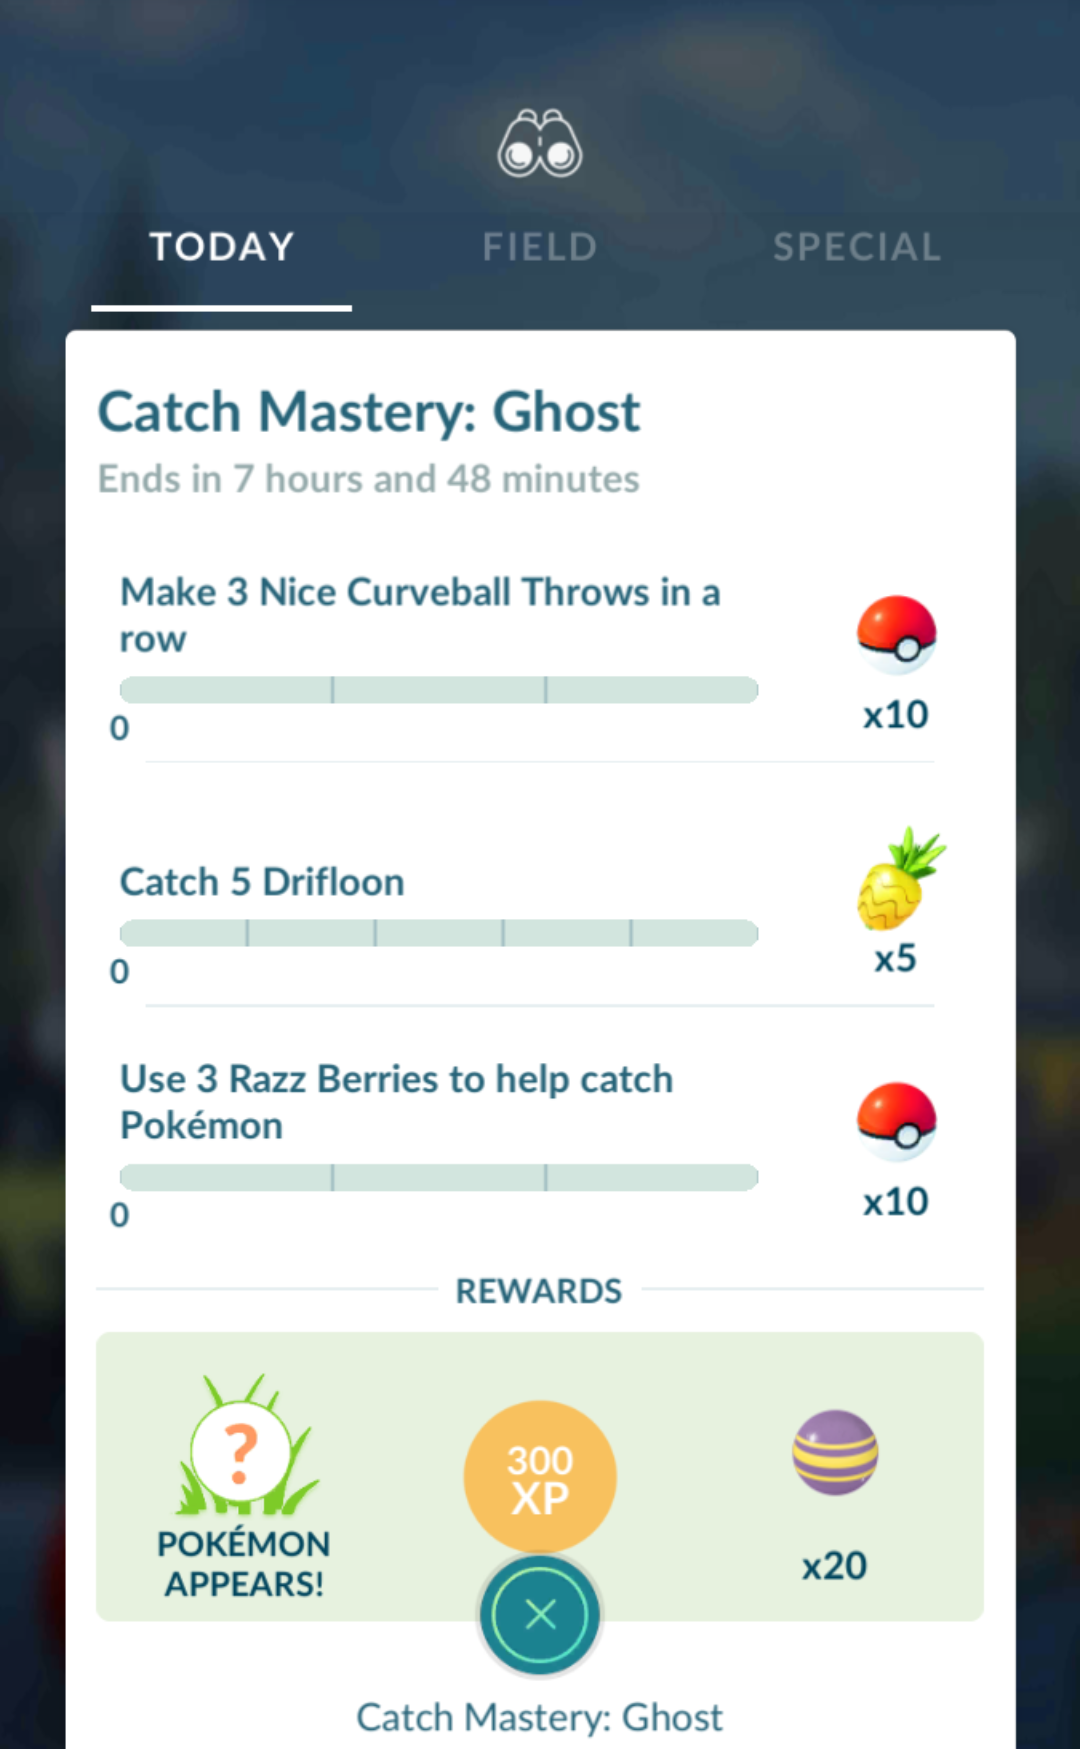 TODAY FIELD SPECIAL
Catch Mastery: Ghost
Ends in 7 hours and 48 minutes
Make 3 Nice Curveball Throws in a
row
x10
0
Catch 5 Drifloon
x5
0
Use 3 Razz Berries to help catch
Pokémon
x10
0
REWARDS
?
POKÉMON
APPEARS!
300
XP
x20
Catch Mastery: Ghost